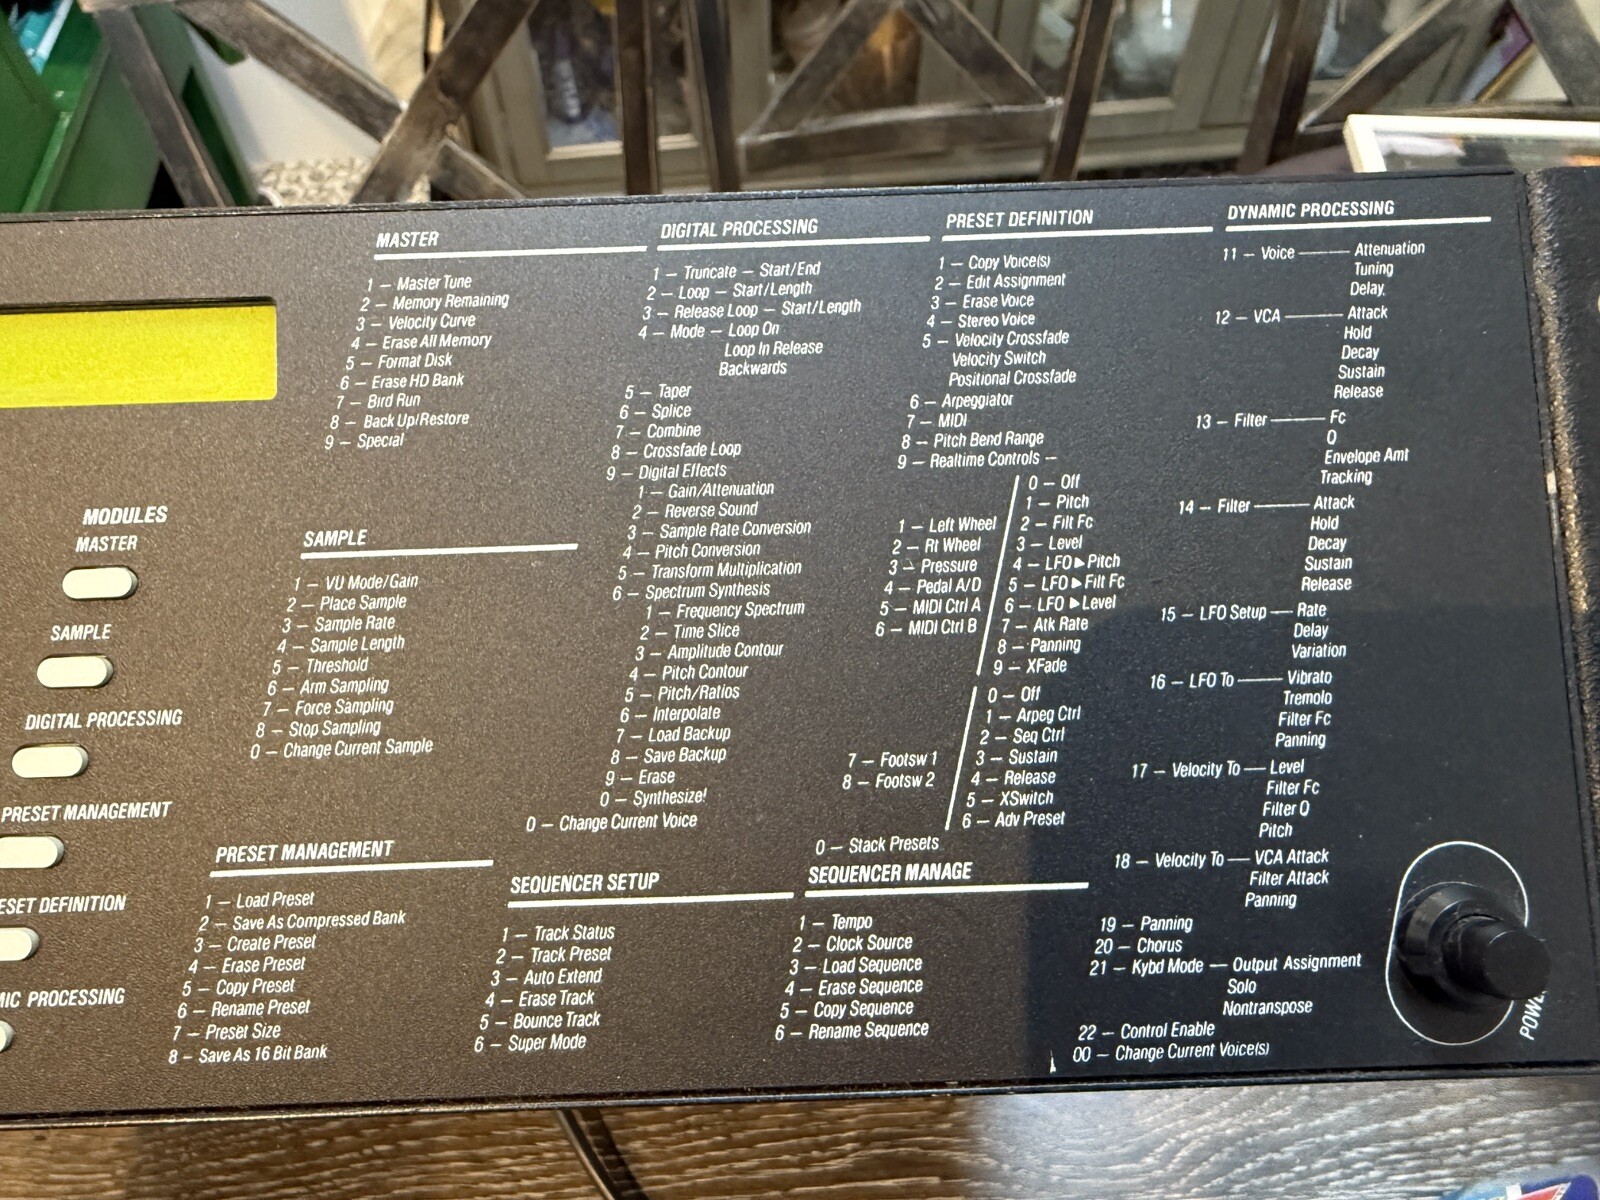 MASTER
1 – Master Tune
2 – Memory Remaining
3 – Velocity Curve
4 – Erase All Memory
5 – Format Disk
6 – Erase HD Bank
7 – Bird Run
8 – Back Up/Restore
9 – Special
MODULES
MASTER
SAMPLE
DIGITAL PROCESSING
PRESET MANAGEMENT
ESET DEFINITION
MIC PROCESSING
SAMPLE
1 – VU Mode/Gain
2 – Place Sample
3 – Sample Rate
4 – Sample Length
5 – Threshold
6 – Arm Sampling
7 – Force Sampling
8 – Stop Sampling
0 – Change Current Sample
PRESET MANAGEMENT
1 – Load Preset
2 – Save As Compressed Bank
3 – Create Preset
4 – Erase Preset
5 – Copy Preset
6 – Rename Preset
7 – Preset Size
8 – Save As 16 Bit Bank
DIGITAL PROCESSING
1 – Truncate – Start/End
2 – Loop – Start/Length
3 – Release Loop – Start/Length
4 – Mode – Loop On
Loop In Release
Backwards
5 – Taper
6 – Splice
7 – Combine
8 – Crossfade Loop
9 – Digital Effects
1 – Gain/Attenuation
2 – Reverse Sound
3 – Sample Rate Conversion
4 – Pitch Conversion
5 – Transform Multiplication
6 – Spectrum Synthesis
1 – Frequency Spectrum
2 – Time Slice
3 – Amplitude Contour
4 – Pitch Contour
5 – Pitch/Ratios
6 – Interpolate
7 – Load Backup
8 – Save Backup
9 – Erase
0 – Synthesize!
0 – Change Current Voice
SEQUENCER SETUP
1 – Track Status
2 – Track Preset
3 – Auto Extend
4 – Erase Track
5 – Bounce Track
6 – Super Mode
PRESET DEFINITION
1 – Copy Voice(s)
2 – Edit Assignment
3 – Erase Voice
4 – Stereo Voice
5 – Velocity Crossfade
Velocity Switch
Positional Crossfade
6 – Arpeggiator
7 – MIDI
8 – Pitch Bend Range
9 – Realtime Controls –
1 – Left Wheel
2 – Rt Wheel
3 – Pressure
4 – Pedal A/D
5 – MIDI Ctrl A
6 – MIDI Ctrl B
0 – Off
1 – Pitch
2 – Filt Fc
3 – Level
4 – LFO ▶ Pitch
5 – LFO ▶ Filt Fc
6 – LFO ▶ Level
7 – Atk Rate
8 – Panning
9 – XFade
7 – Footsw 1
8 – Footsw 2
0 – Off
1 – Arpeg Ctrl
2 – Seq Ctrl
3 – Sustain
4 – Release
5 – XSwitch
6 – Adv Preset
0 – Stack Presets
SEQUENCER MANAGE
1 – Tempo
2 – Clock Source
3 – Load Sequence
4 – Erase Sequence
5 – Copy Sequence
6 – Rename Sequence
DYNAMIC PROCESSING
11 – Voice — Attenuation
Tuning
Delay
12 – VCA — Attack
Hold
Decay
Sustain
Release
13 – Filter — Fc
Q
Envelope Amt
Tracking
14 – Filter — Attack
Hold
Decay
Sustain
Release
15 – LFO Setup — Rate
Delay
Variation
16 – LFO To — Vibrato
Tremolo
Filter Fc
Panning
17 – Velocity To — Level
Filter Fc
Filter Q
Pitch
18 – Velocity To — VCA Attack
Filter Attack
Panning
19 – Panning
20 – Chorus
21 – Kybd Mode — Output Assignment
Solo
Nontranspose
22 – Control Enable
00 – Change Current Voice(s)
POWE